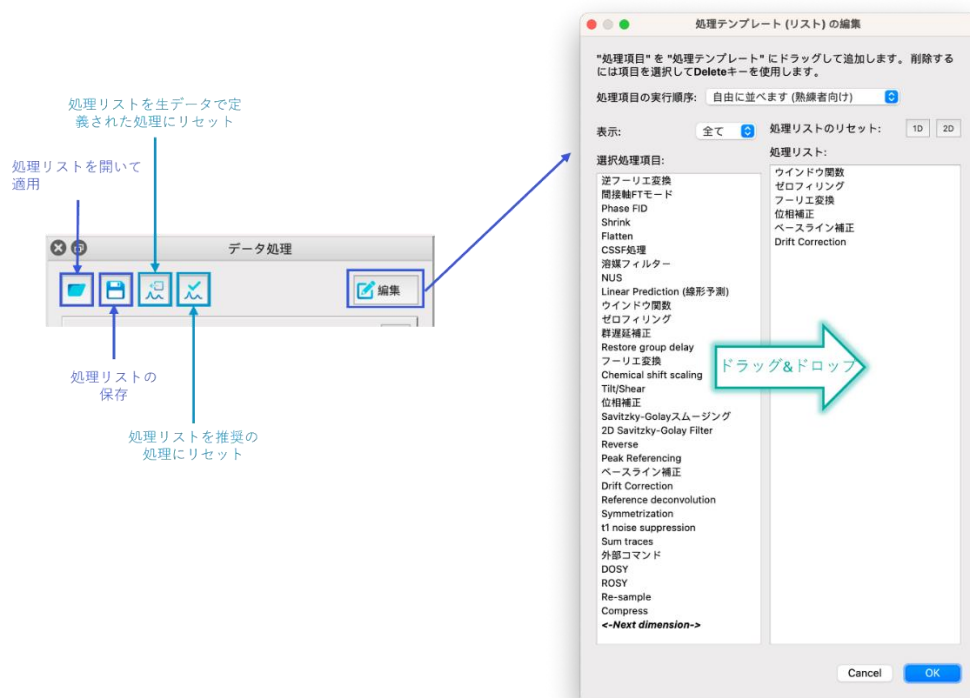 処理リストを生データで定
義された処理にリセット
処理リストを開いて
適用
データ処理
編集
処理リストの
保存
処理リストを推奨の
処理にリセット
処理テンプレート (リスト) の編集
"処理項目" を "処理テンプレート" にドラッグして追加します。 削除する
には項目を選択してDeleteキーを使用します。
処理項目の実行順序: 自由に並べます (熟練者向け)
表示: 全て 処理リストのリセット: 1D 2D
選択処理項目:
逆フーリエ変換
間接軸FTモード
Phase FID
Shrink
Flatten
CSSF処理
溶媒フィルター
NUS
Linear Prediction (線形予測)
ウインドウ関数
ゼロフィリング
群遅延補正
Restore group delay
フーリエ変換
Chemical shift scaling
Tilt/Shear
位相補正
Savitzky-Golayスムージング
2D Savitzky-Golay Filter
Reverse
Peak Referencing
ベースライン補正
Drift Correction
Reference deconvolution
Symmetrization
t1 noise suppression
Sum traces
外部コマンド
DOSY
ROSY
Re-sample
Compress
<-Next dimension->
処理リスト:
ウインドウ関数
ゼロフィリング
フーリエ変換
位相補正
ベースライン補正
Drift Correction
ドラッグ&ドロップ
Cancel OK